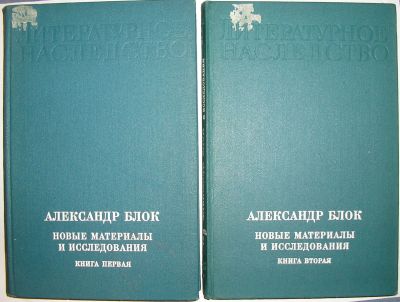 ЛИТЕРАТУРНОЕ
НАСЛЕДСТВО
АЛЕКСАНДР БЛОК
НОВЫЕ МАТЕРИАЛЫ
И ИССЛЕДОВАНИЯ
КНИГА ПЕРВАЯ
ЛИТЕРАТУРНОЕ
НАСЛЕДСТВО
АЛЕКСАНДР БЛОК
НОВЫЕ МАТЕРИАЛЫ
И ИССЛЕДОВАНИЯ
КНИГА ВТОРАЯ